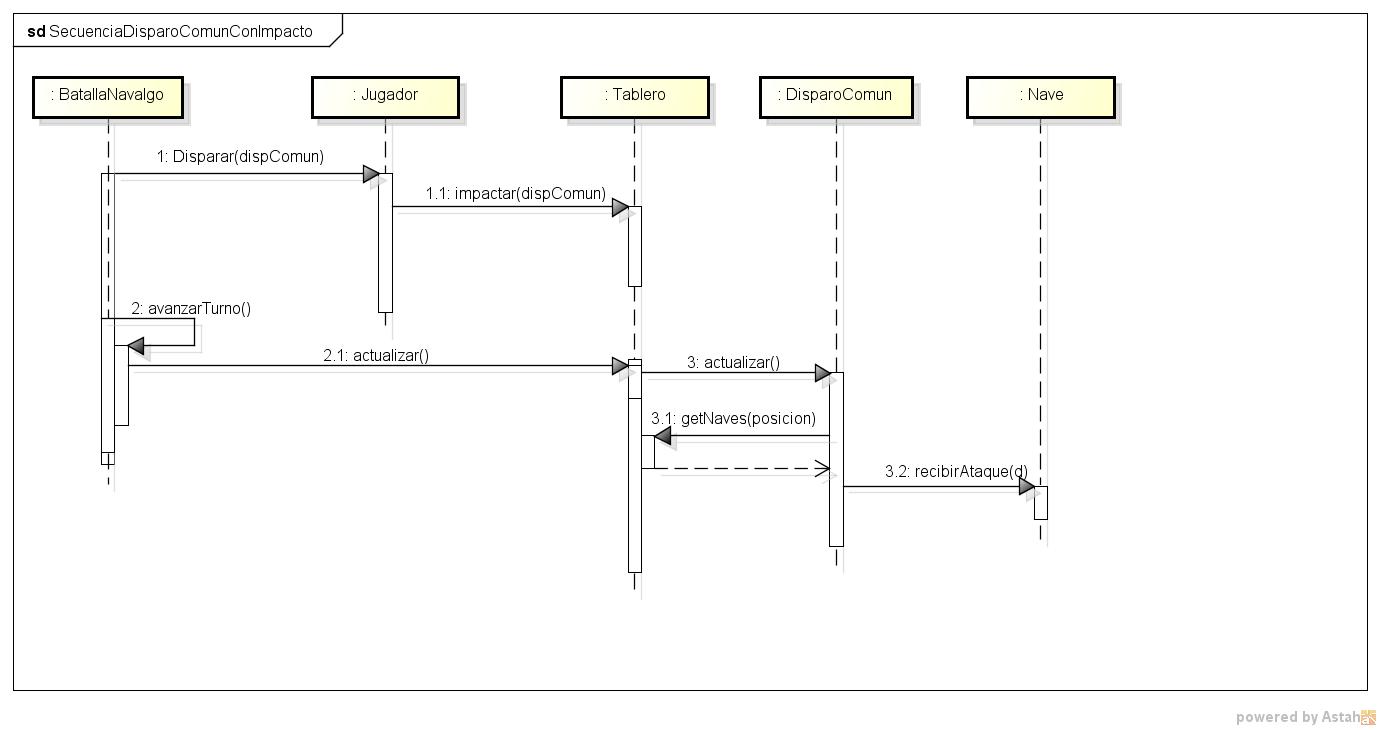 sd SecuenciaDisparoComunConImpacto
: BatallaNavalgo
: Jugador
: Tablero
: DisparoComun
: Nave
1: Disparar(dispComun)
1.1: impactar(dispComun)
2: avanzarTurno()
2.1: actualizar()
3: actualizar()
3.1: getNaves(posicion)
3.2: recibirAtaque(d)
powered by Astah